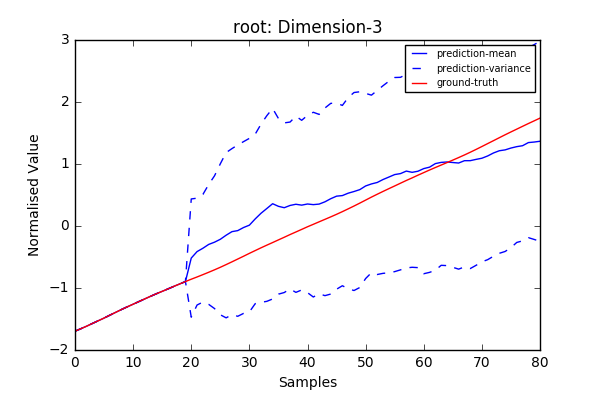 root: Dimension-3
3
2
1
0
−1
−2
Normalised Value
prediction-mean
prediction-variance
ground-truth
0 10 20 30 40 50 60 70 80
Samples